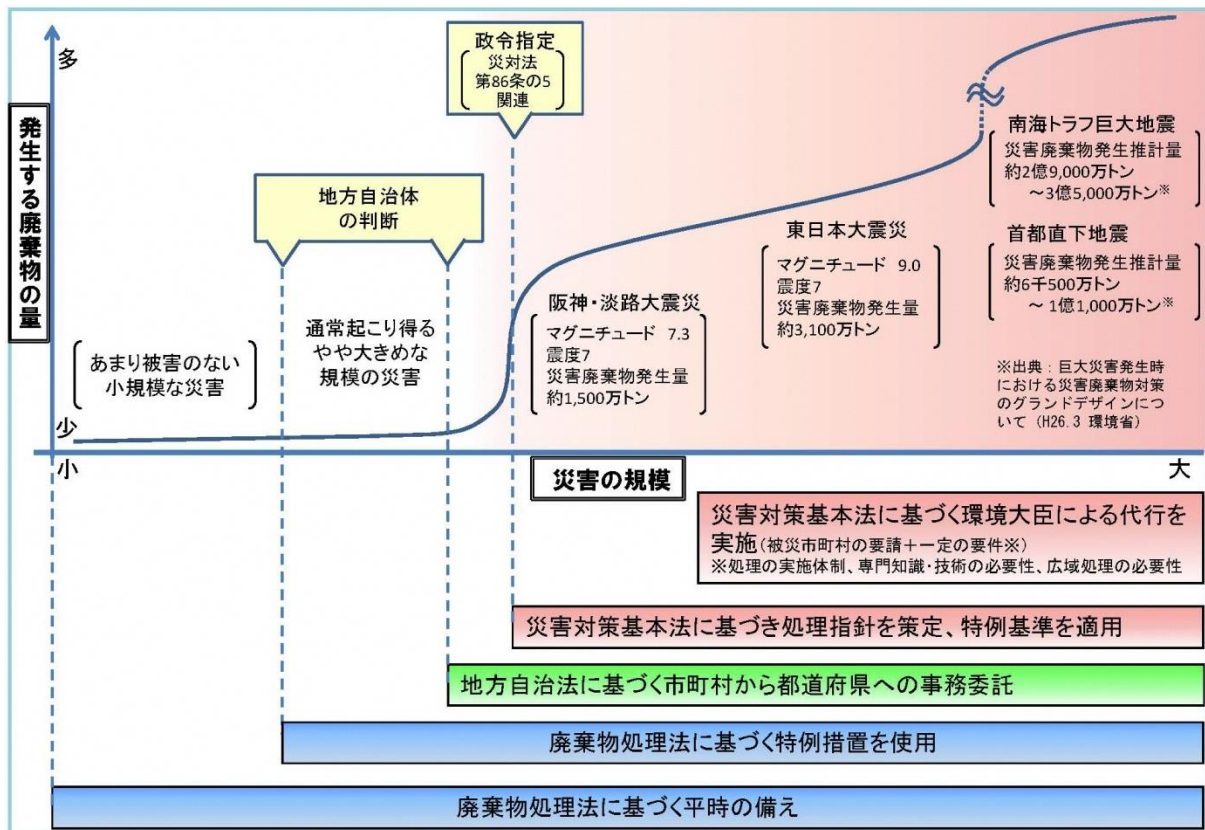 多
発生する廃棄物の量
少
小
政令指定
災対法
第86条の5
関連
地方自治体
の判断
あまり被害のない
小規模な災害
通常起こり得る
やや大きめな
規模の災害
阪神・淡路大震災
マグニチュード 7.3
震度7
災害廃棄物発生量
約1,500万トン
東日本大震災
マグニチュード 9.0
震度7
災害廃棄物発生量
約3,100万トン
南海トラフ巨大地震
災害廃棄物発生推計量
約2億9,000万トン
～3億5,000万トン※
首都直下地震
災害廃棄物発生推計量
約6千500万トン
～ 1億1,000万トン※
※出典：巨大災害発生時
における災害廃棄物対策
のグランドデザインにつ
いて（H26.3 環境省）
災害の規模
大
災害対策基本法に基づく環境大臣による代行を
実施(被災市町村の要請+一定の要件※)
※処理の実施体制、専門知識・技術の必要性、広域処理の必要性
災害対策基本法に基づき処理指針を策定、特例基準を適用
地方自治法に基づく市町村から都道府県への事務委託
廃棄物処理法に基づく特例措置を使用
廃棄物処理法に基づく平時の備え